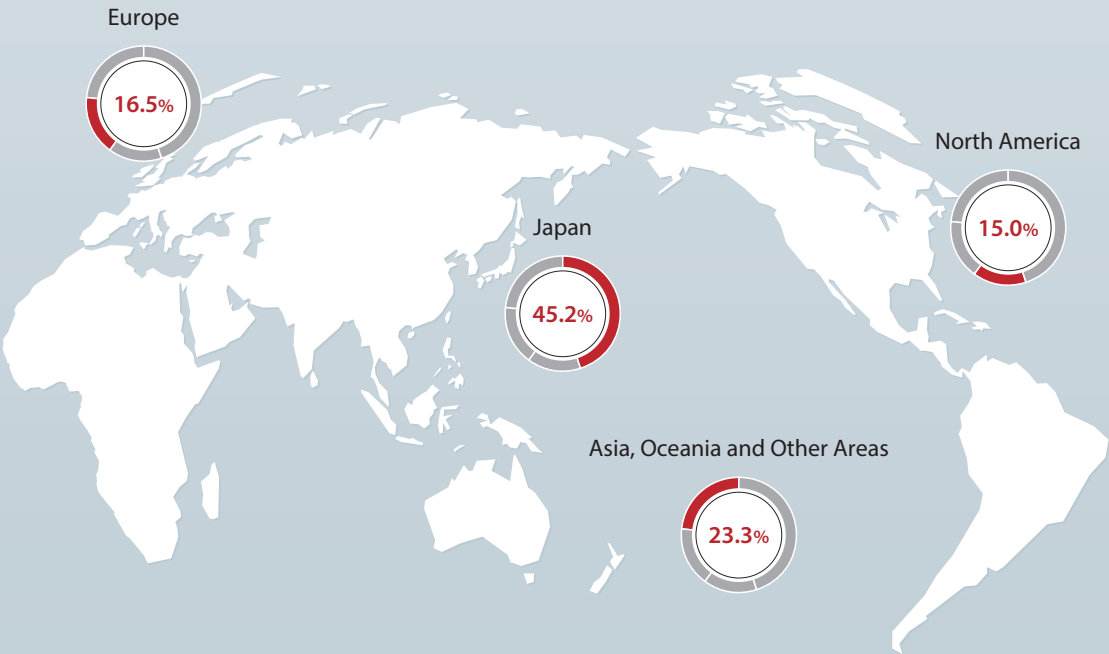 Europe
16.5%
North America
15.0%
Japan
45.2%
Asia, Oceania and Other Areas
23.3%